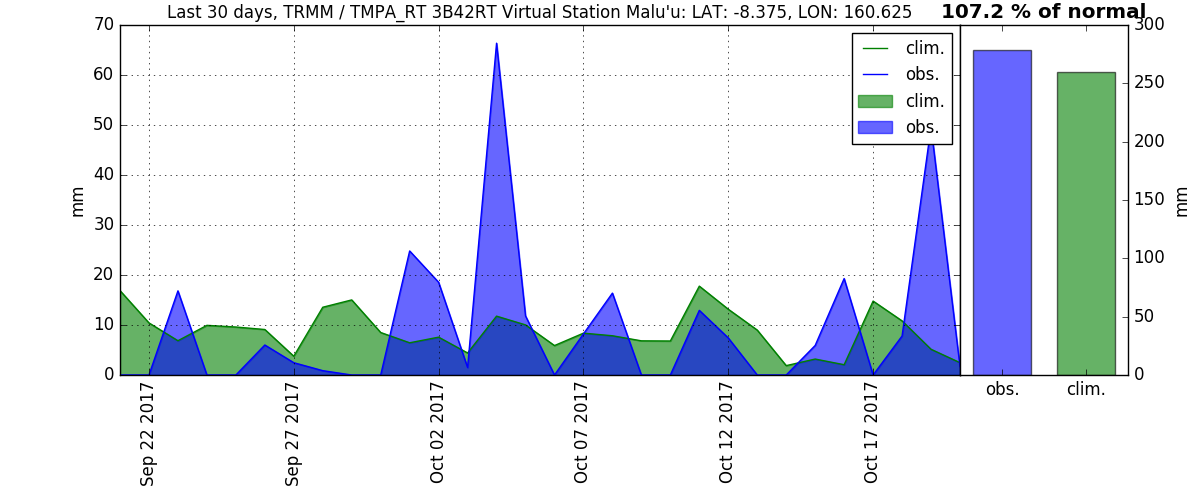 Last 30 days, TRMM / TMPA_RT 3B42RT Virtual Station Malu'u: LAT: -8.375, LON: 160.625
107.2 % of normal
70
60
50
40
30
20
10
0
mm
clim.
obs.
clim.
obs.
300
250
200
150
100
50
0
mm
obs.
clim.
Sep 22 2017
Sep 27 2017
Oct 02 2017
Oct 07 2017
Oct 12 2017
Oct 17 2017